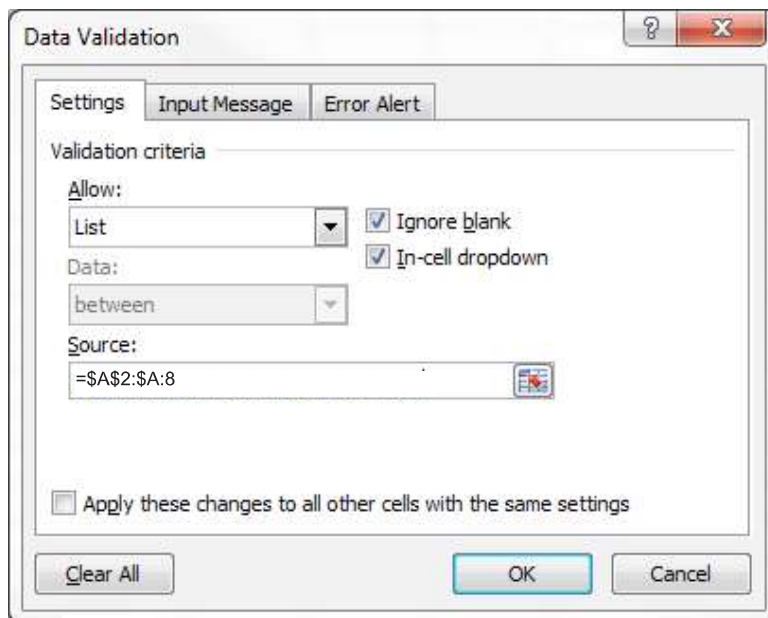 Data Validation
Settings Input Message Error Alert
Validation criteria
Allow:
List
Ignore blank
In-cell dropdown
Data:
between
Source:
=$A$2:$A:8
Apply these changes to all other cells with the same settings
Clear All OK Cancel